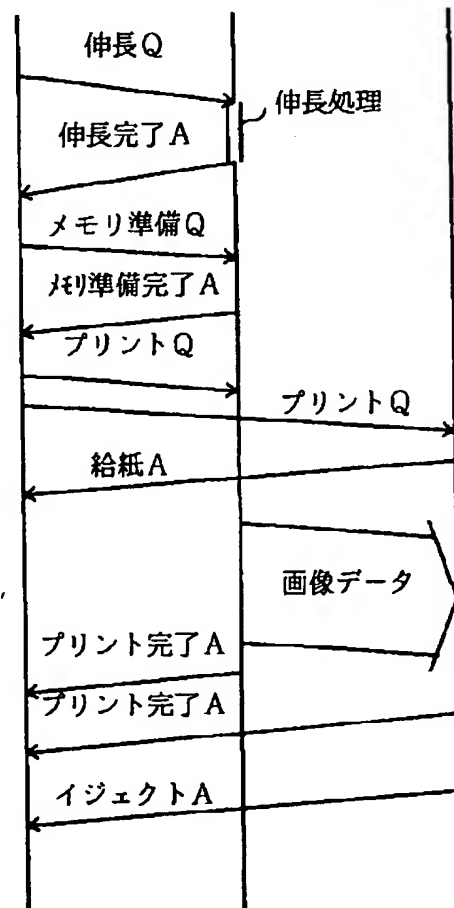 伸長Q
伸長処理
伸長完了A
メモリ準備Q
メモリ準備完了A
プリントQ
プリントQ
給紙A
画像データ
プリント完了A
プリント完了A
イジェクトA